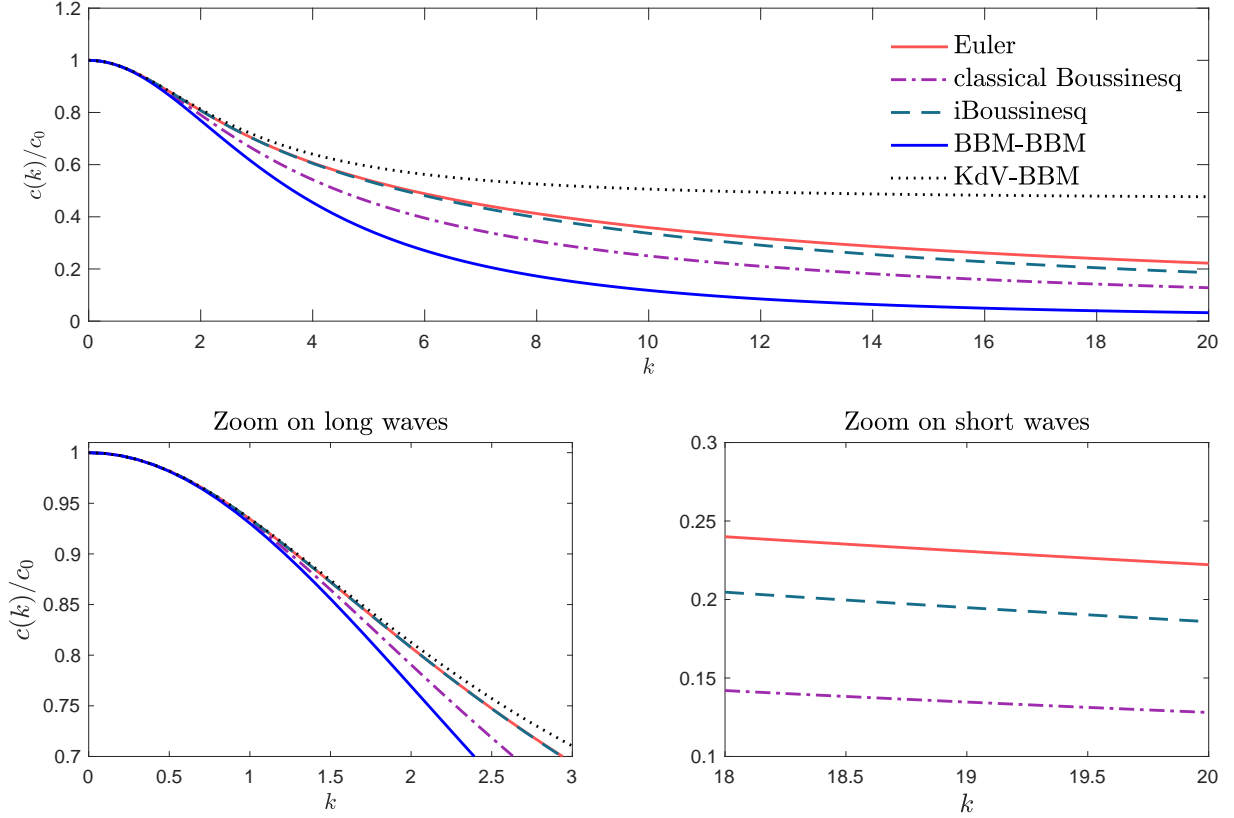 1.2
1
0.8
0.6
0.4
0.2
0
c(k)/c₀
0 2 4 6 8 10 12 14 16 18 20
k
Euler
classical Boussinesq
iBoussinesq
BBM-BBM
KdV-BBM
Zoom on long waves
1
0.95
0.9
0.85
0.8
0.75
0.7
c(k)/c₀
0 0.5 1 1.5 2 2.5 3
k
Zoom on short waves
0.3
0.25
0.2
0.15
0.1
18 18.5 19 19.5 20
k